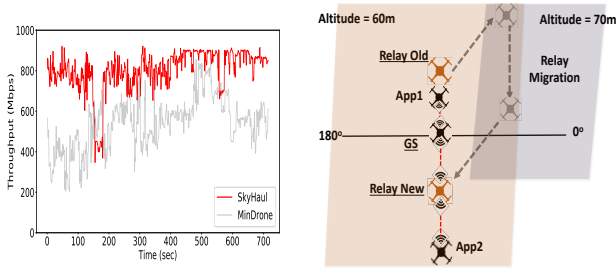 Throughput (Mbps)
1000
800
600
400
200
0
0 100 200 300 400 500 600 700
Time (sec)
SkyHaul
MinDrone
Altitude = 60m
Altitude = 70m
Relay Old
Relay
Migration
App1
180°
0°
GS
Relay New
App2